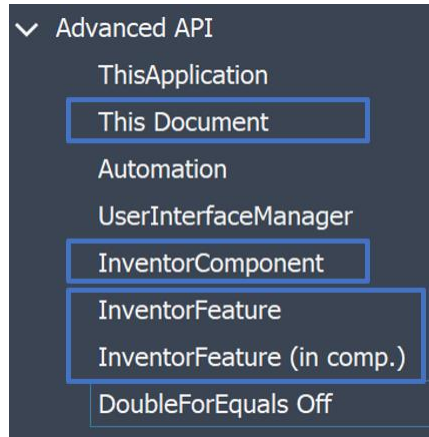 Advanced API
ThisApplication
This Document
Automation
UserInterfaceManager
InventorComponent
InventorFeature
InventorFeature (in comp.)
DoubleForEquals Off